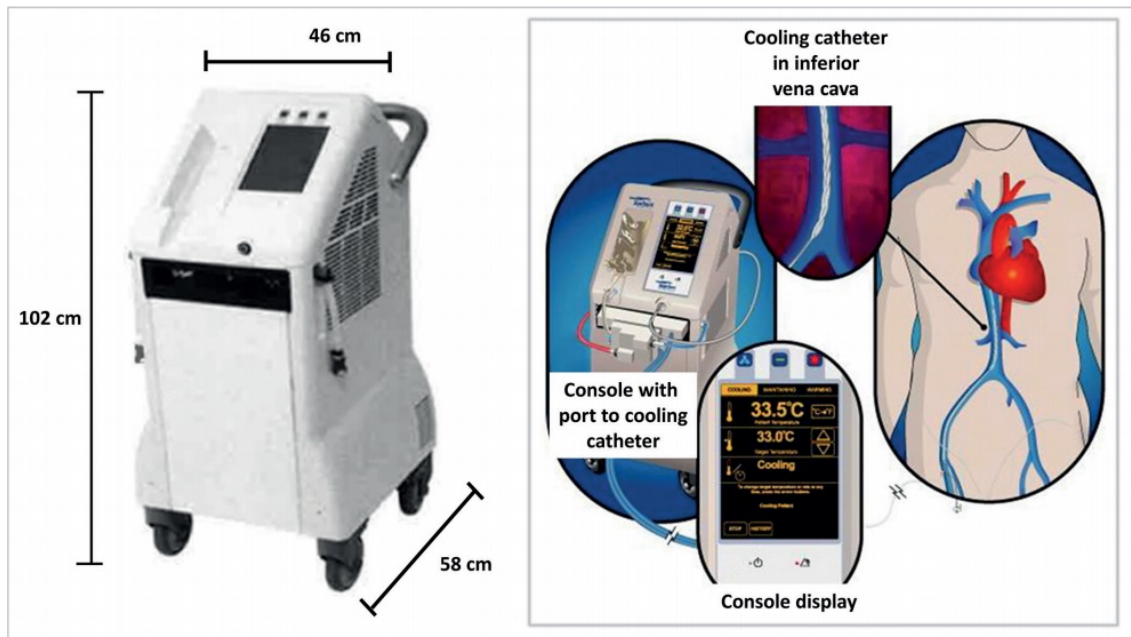 46 cm
102 cm
58 cm
Cooling catheter
in inferior
vena cava
Console with
port to cooling
catheter
COOLING MAINTAINING WARMING
33.5°C
°C→°F
Patient Temperature
33.0°C
Target Temperature
Cooling
Cooling Patient
STOP HISTORY
Console display